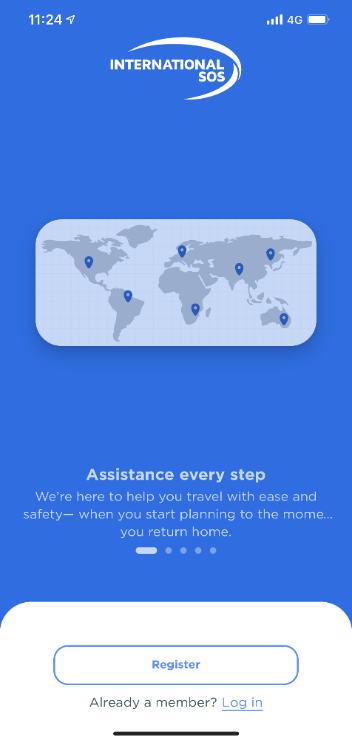 11:24
4G
INTERNATIONAL
SOS
Assistance every step
We're here to help you travel with ease and
safety— when you start planning to the mome...
you return home.
Register
Already a member? Log in